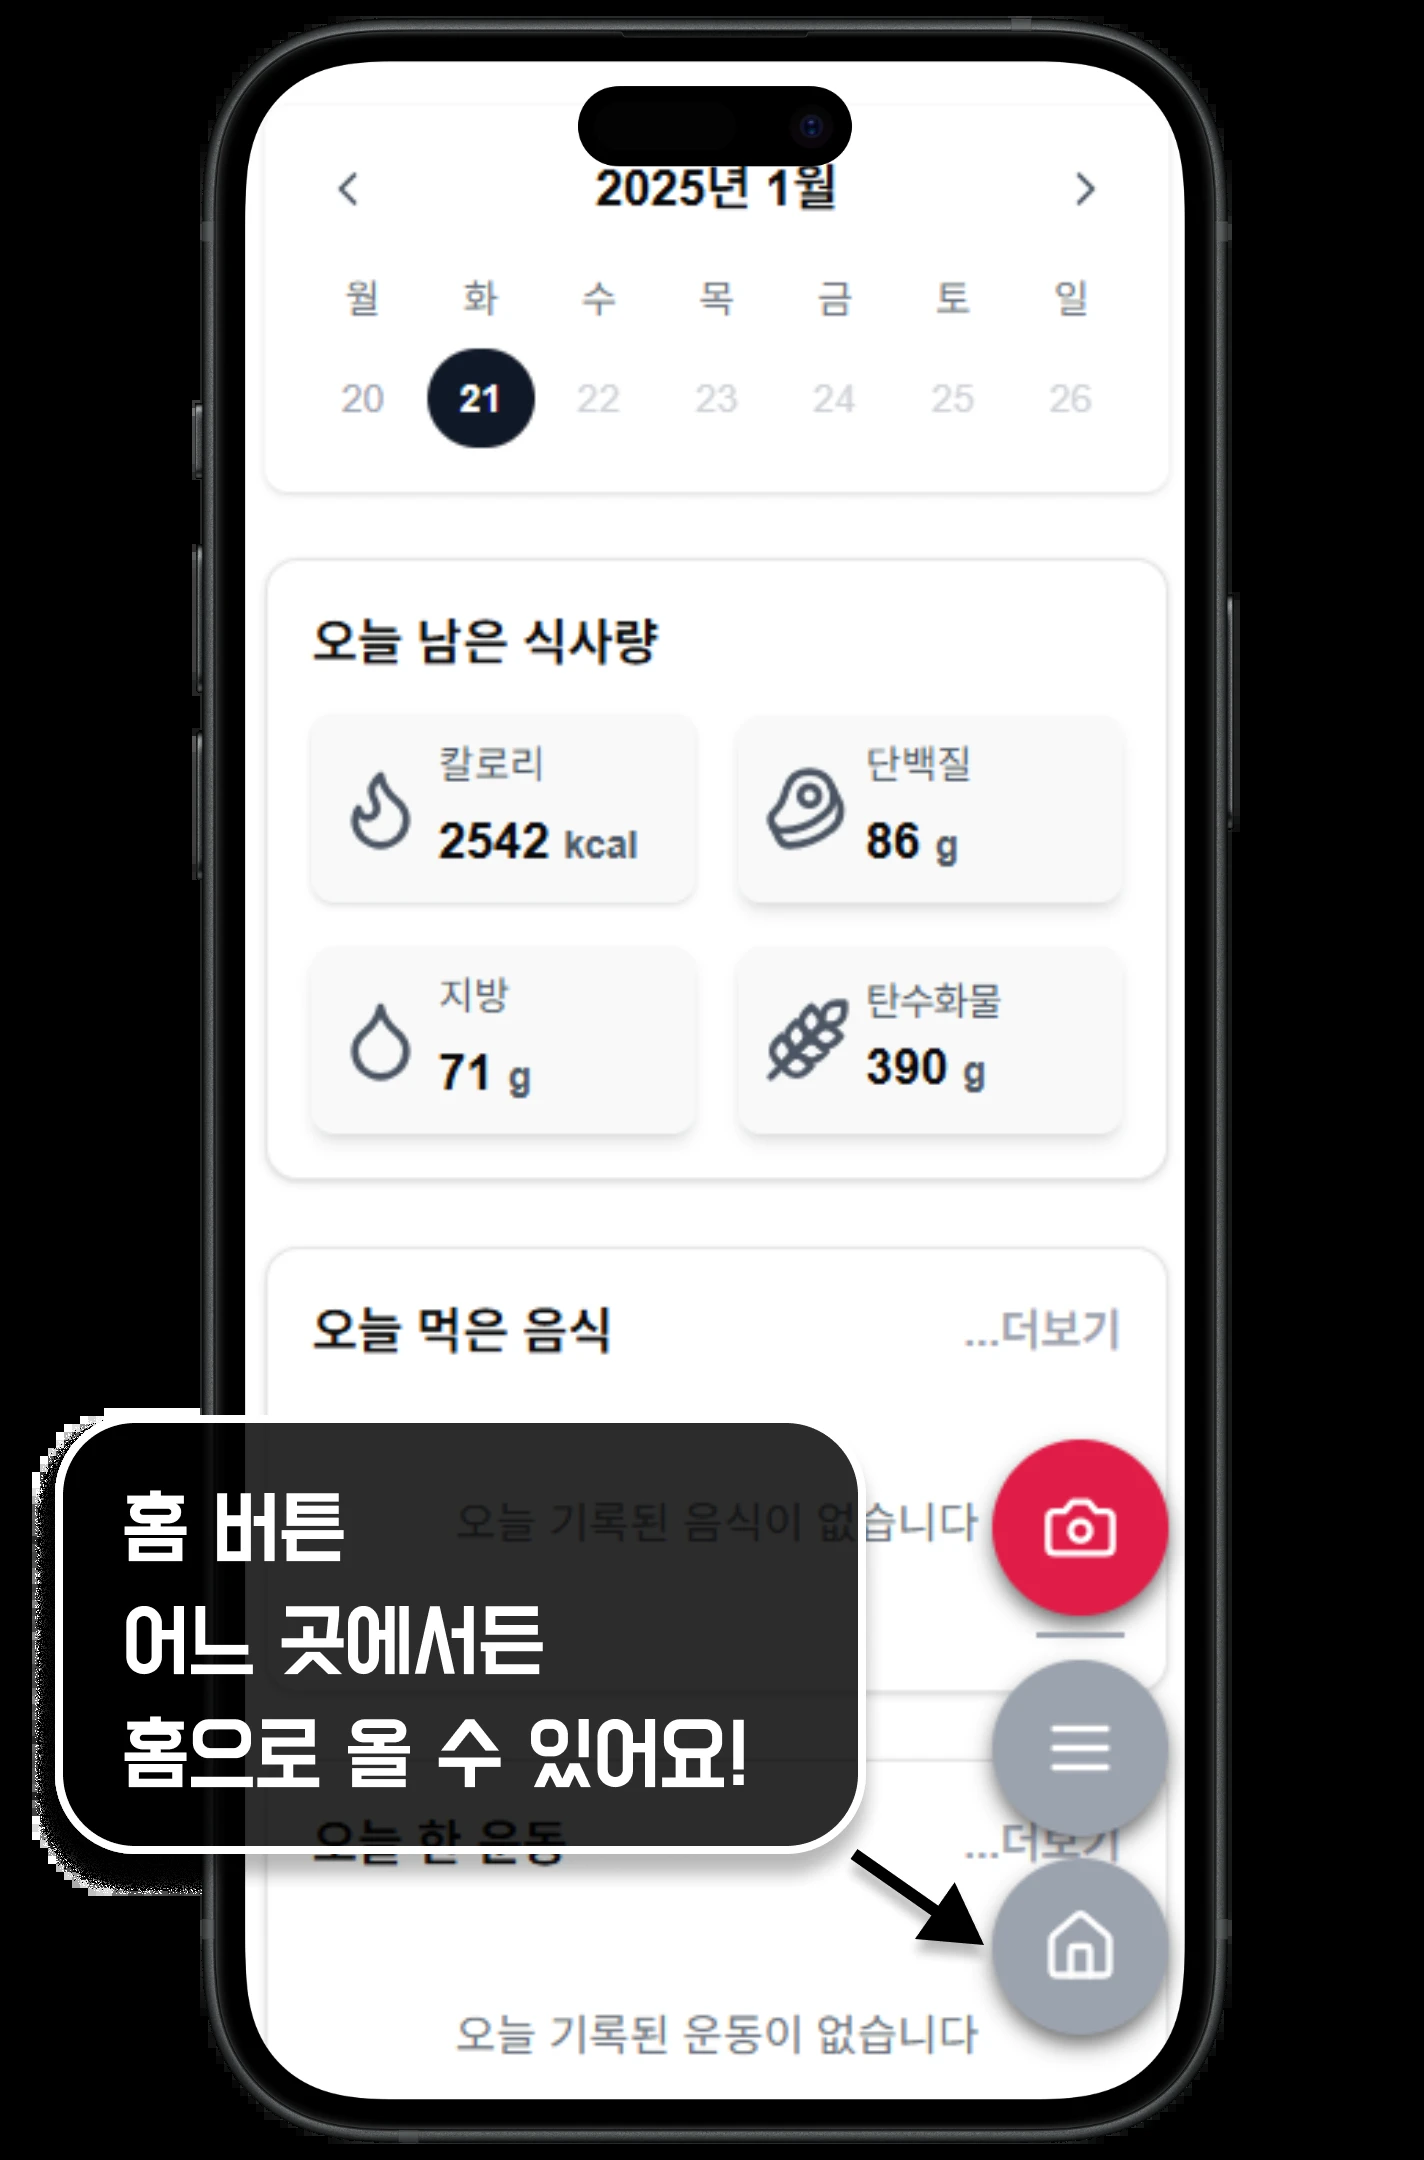 2025년 1월
월 화 수 목 금 토 일
20 21 22 23 24 25 26
오늘 남은 식사량
칼로리
2542 kcal
단백질
86 g
지방
71 g
탄수화물
390 g
오늘 먹은 음식 ...더보기
오늘 기록된 음식이 없습니다
홈 버튼
어느 곳에서든
홈으로 올 수 있어요!
오늘 한 운동 ...더보기
오늘 기록된 운동이 없습니다